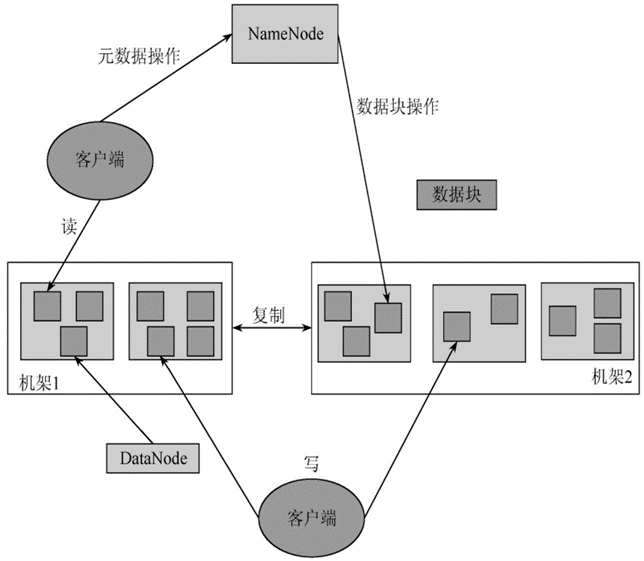 NameNode
元数据操作
数据块操作
客户端
数据块
读
复制
机架1
机架2
DataNode
写
客户端